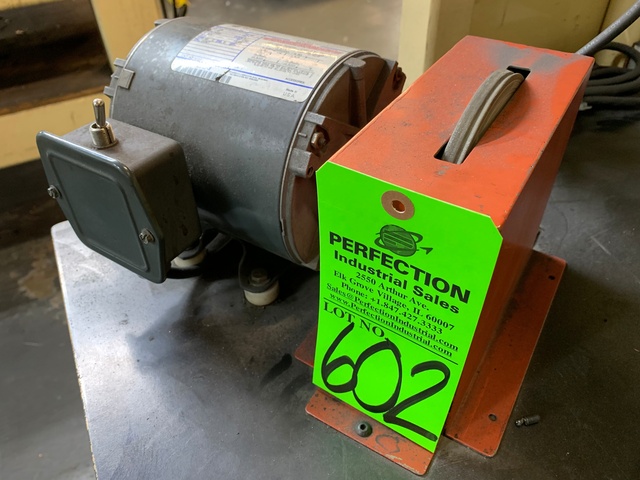 PERFECTION
Industrial Sales
2550 Arthur Ave.
Elk Grove Village, IL 60007
Phone: +1.847.427.3333
Sales@PerfectionIndustrial.com
www.PerfectionIndustrial.com
LOT NO.
602